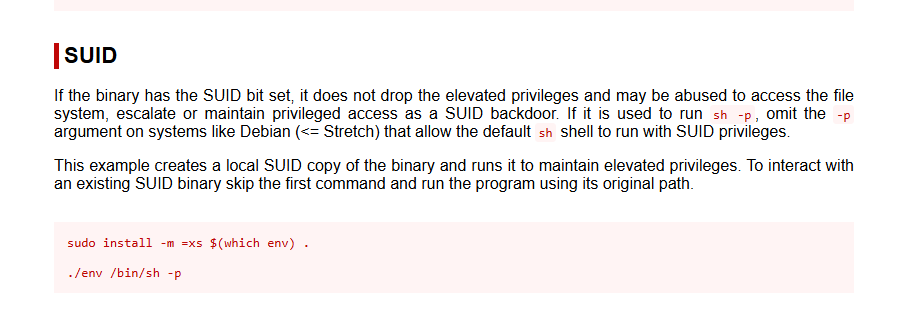 SUID
If the binary has the SUID bit set, it does not drop the elevated privileges and may be abused to access the file
system, escalate or maintain privileged access as a SUID backdoor. If it is used to run sh -p, omit the -p
argument on systems like Debian (<= Stretch) that allow the default sh shell to run with SUID privileges.
This example creates a local SUID copy of the binary and runs it to maintain elevated privileges. To interact with
an existing SUID binary skip the first command and run the program using its original path.
sudo install -m =xs $(which env) .
./env /bin/sh -p